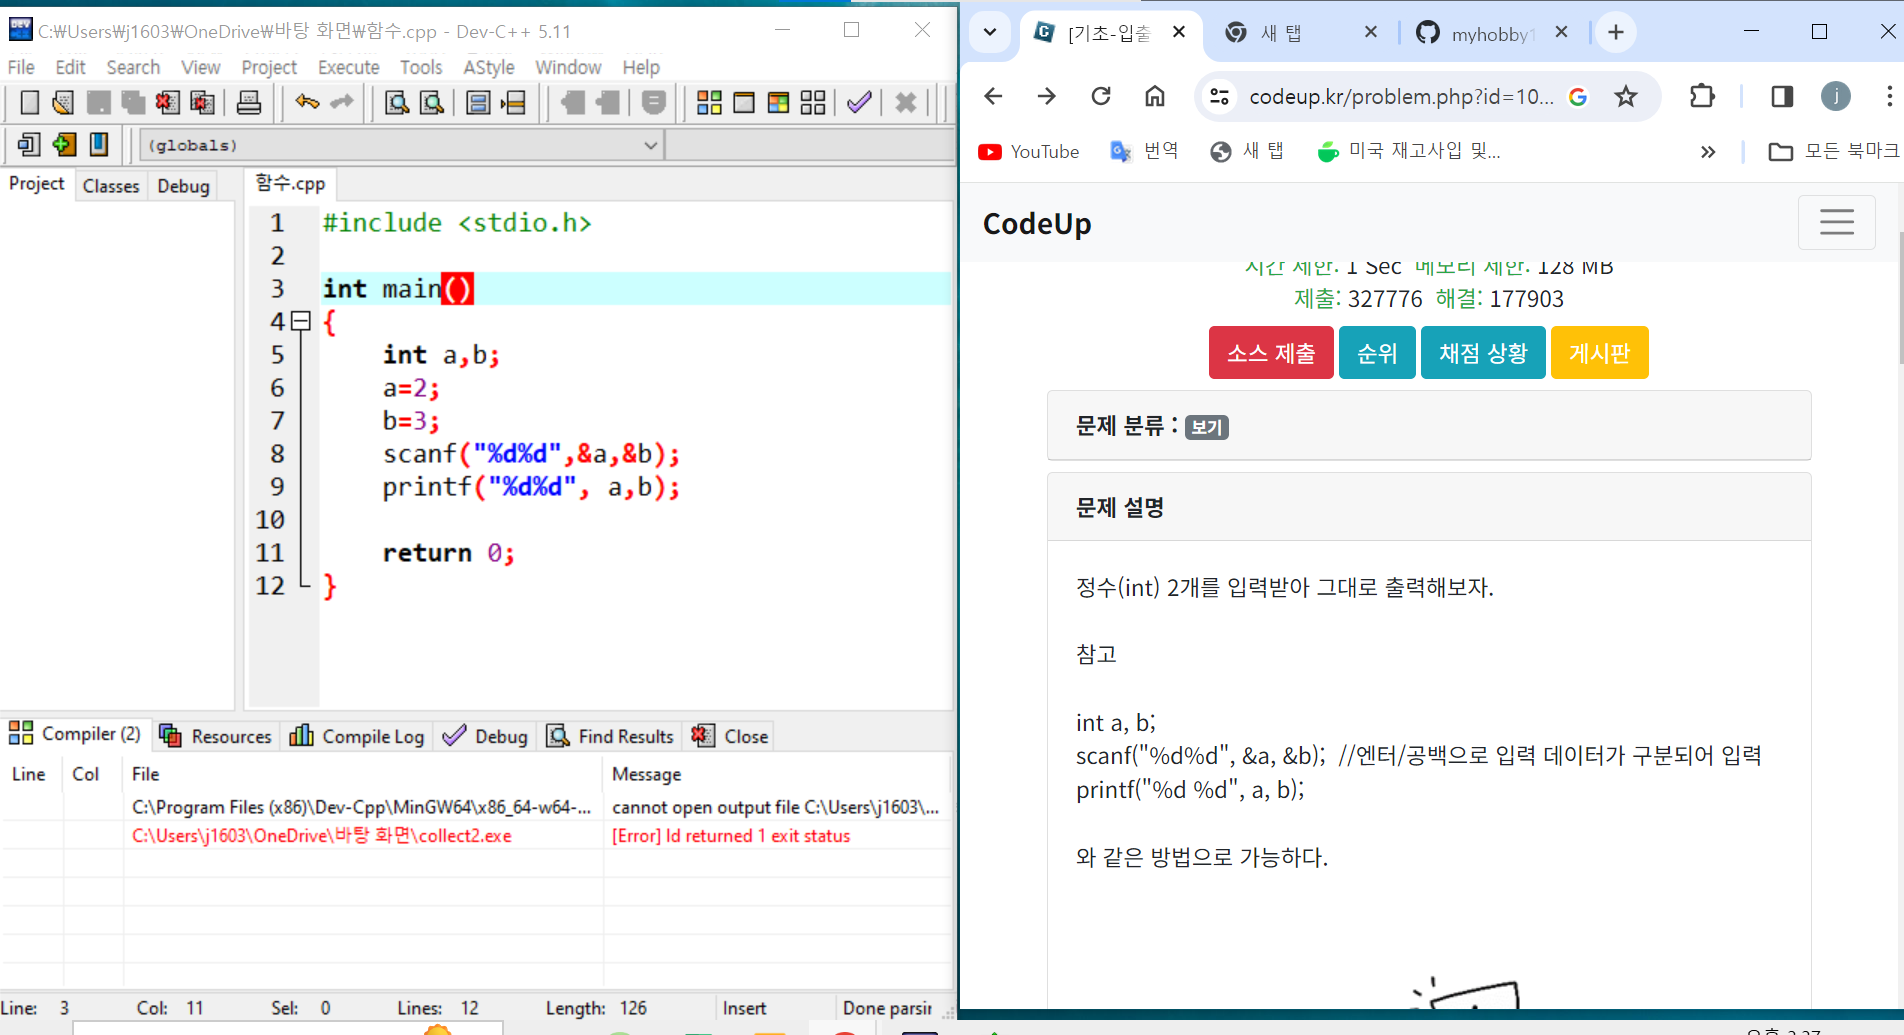 C:\Users\j1603\OneDrive\바탕 화면\함수.cpp - Dev-C++ 5.11
File Edit Search View Project Execute Tools AStyle Window Help
(globals)
Project Classes Debug
함수.cpp
1 #include <stdio.h>
2
3 int main()
4 {
5 int a,b;
6 a=2;
7 b=3;
8 scanf("%d%d",&a,&b);
9 printf("%d%d", a,b);
10
11 return 0;
12 }
Compiler (2) Resources Compile Log Debug Find Results Close
Line Col File Message
C:\Program Files (x86)\Dev-Cpp\MinGW64\x86_64-w64-... cannot open output file C:\Users\j1603\...
C:\Users\j1603\OneDrive\바탕 화면\collect2.exe [Error] ld returned 1 exit status
Line: 3 Col: 11 Sel: 0 Lines: 12 Length: 126 Insert Done parsin
[기초-입출 새 탭 myhobby1
codeup.kr/problem.php?id=10...
j
YouTube 번역 새 탭 미국 재고사입 및... 모든 북마크
CodeUp
시간 제한: 1 Sec 메모리 제한: 128 MB
제출: 327776 해결: 177903
소스 제출 순위 채점 상황 게시판
문제 분류 : 보기
문제 설명
정수(int) 2개를 입력받아 그대로 출력해보자.
참고
int a, b;
scanf("%d%d", &a, &b); //엔터/공백으로 입력 데이터가 구분되어 입력
printf("%d %d", a, b);
와 같은 방법으로 가능하다.